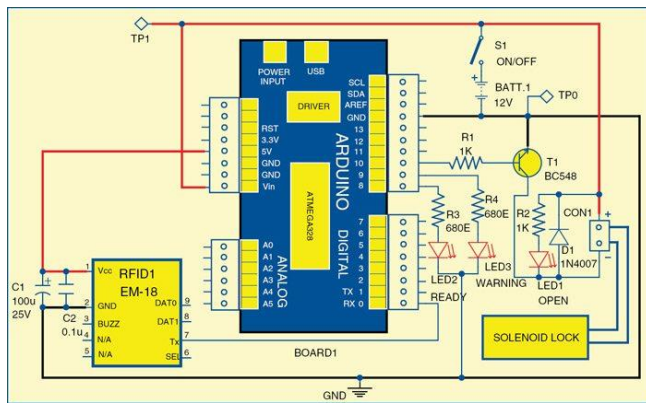 TP1
S1
ON/OFF
POWER
INPUT
USB
SCL
SDA
AREF
GND
13
12
11
10
9
8
DRIVER
BATT.1
12V
TP0
RST
3.3V
5V
GND
GND
Vin
ARDUINO
ATMEGA328
R1
1K
T1
BC548
R3
680E
R4
680E
R2
1K
CON1
+
–
D1
1N4007
7
6
5
4
3
2
TX 1
RX 0
DIGITAL
A0
A1
A2
A3
A4
A5
ANALOG
LED2
READY
LED3
WARNING
LED1
OPEN
C1
100u
25V
C2
0.1u
RFID1
EM-18
1 Vcc
2 GND
3 BUZZ
4 N/A
5 N/A
DAT0 9
DAT1 8
Tx 7
SEL 6
BOARD1
SOLENOID LOCK
GND